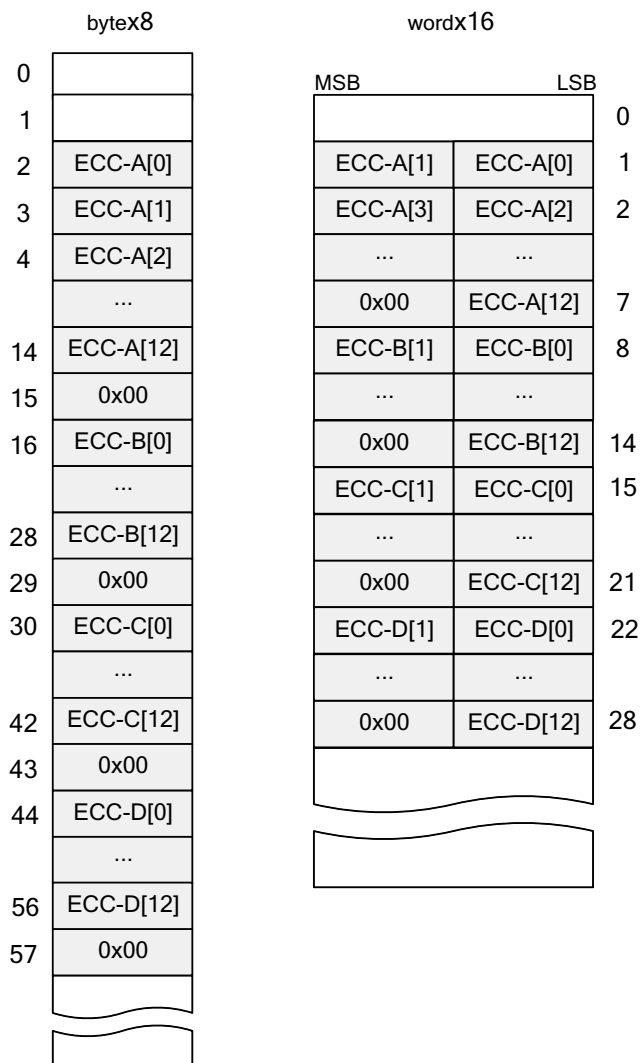 bytex8
0
1
2 ECC-A[0]
3 ECC-A[1]
4 ECC-A[2]
...
14 ECC-A[12]
15 0x00
16 ECC-B[0]
...
28 ECC-B[12]
29 0x00
30 ECC-C[0]
...
42 ECC-C[12]
43 0x00
44 ECC-D[0]
...
56 ECC-D[12]
57 0x00
wordx16
MSB LSB
0
ECC-A[1] ECC-A[0] 1
ECC-A[3] ECC-A[2] 2
... ...
0x00 ECC-A[12] 7
ECC-B[1] ECC-B[0] 8
... ...
0x00 ECC-B[12] 14
ECC-C[1] ECC-C[0] 15
... ...
0x00 ECC-C[12] 21
ECC-D[1] ECC-D[0] 22
... ...
0x00 ECC-D[12] 28